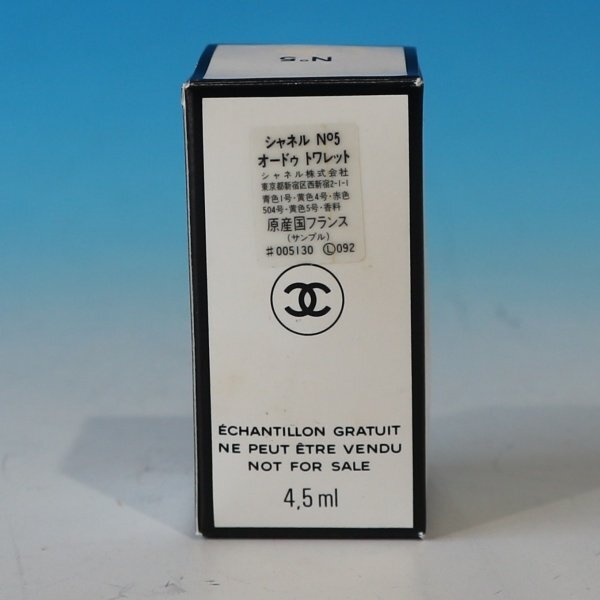 N°5
シャネル N°5
オードゥ トワレット
シャネル株式会社
東京都新宿区西新宿2-1-1
青色1号・黄色4号・赤色
504号・黄色5号・香料
原産国フランス
(サンプル)
#005130 Ⓛ092
ÉCHANTILLON GRATUIT
NE PEUT ÊTRE VENDU
NOT FOR SALE
4,5 ml